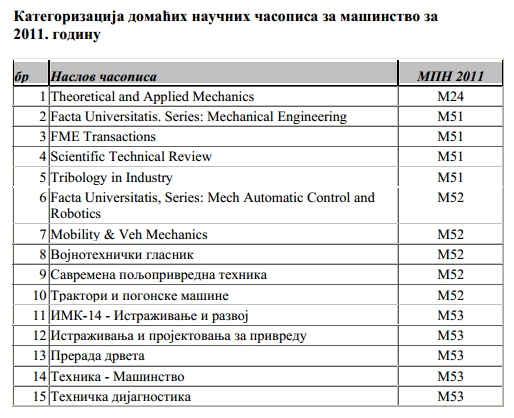 Категоризација домаћих научних часописа за машинство за
2011. годину
бр Наслов часописа МПН 2011
1 Theoretical and Applied Mechanics M24
2 Facta Universitatis. Series: Mechanical Engineering M51
3 FME Transactions M51
4 Scientific Technical Review M51
5 Tribology in Industry M51
6 Facta Universitatis, Series: Mech Automatic Control and M52
Robotics
7 Mobility & Veh Mechanics M52
8 Војнотехнички гласник M52
9 Савремена пољопривредна техника M52
10 Трактори и погонске машине M52
11 ИМК-14 - Истраживање и развој M53
12 Истраживања и пројектовања за привреду M53
13 Прерада дрвета M53
14 Техника - Машинство M53
15 Техничка дијагностика M53